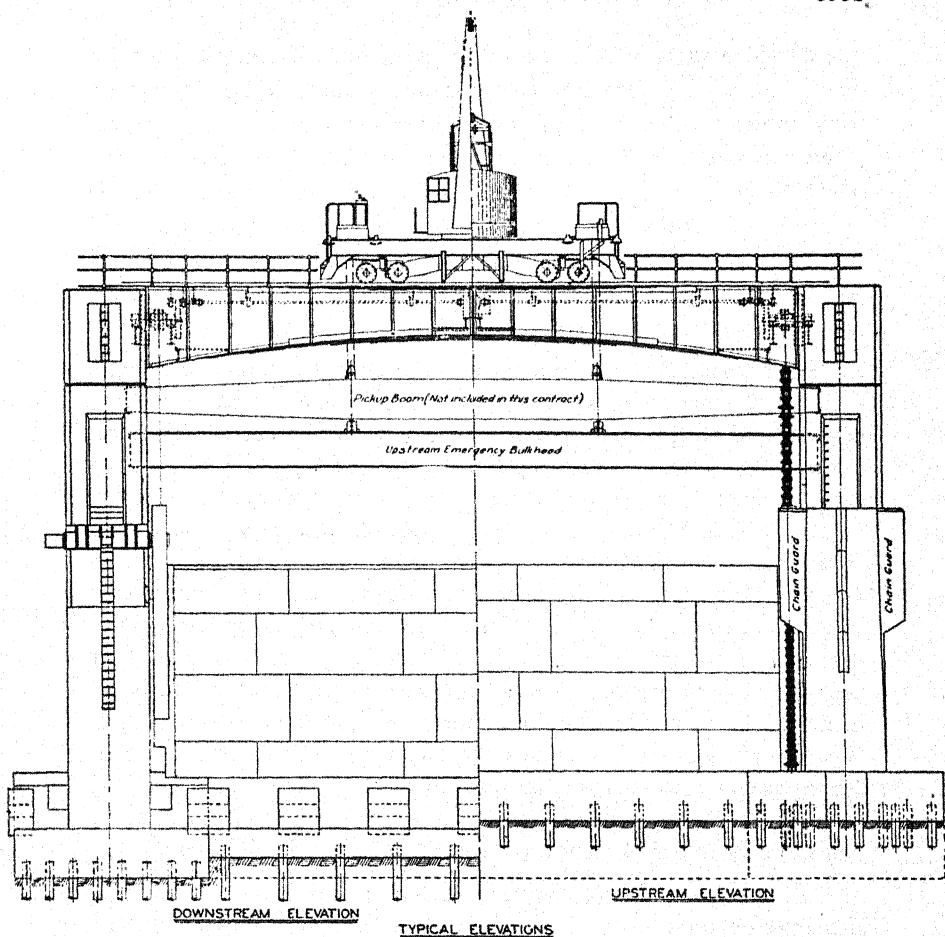 Pickup Beam (Not included in this contract)
Upstream Emergency Bulkhead
Chain Guard
Chain Guard
DOWNSTREAM ELEVATION
UPSTREAM ELEVATION
TYPICAL ELEVATIONS